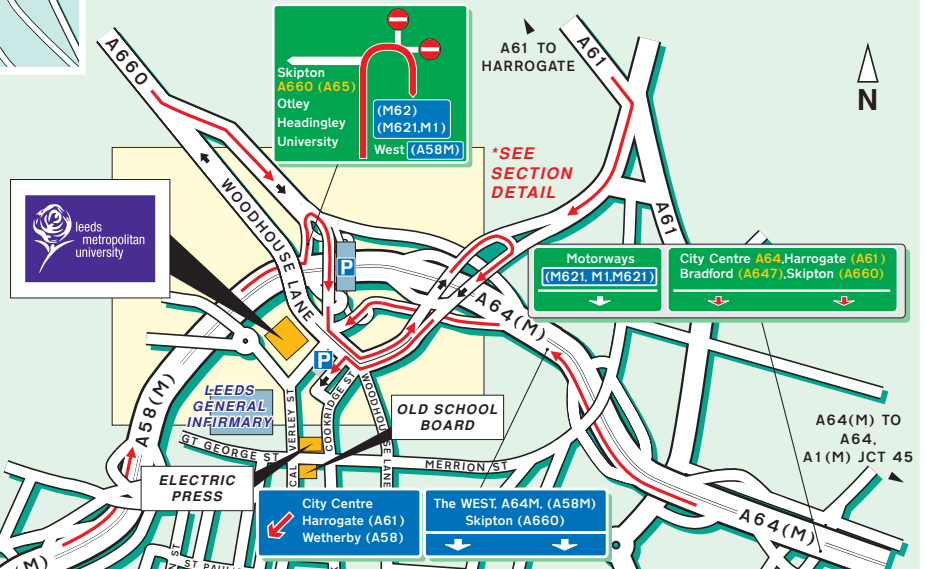 A660
Skipton
A660 (A65)
Otley
Headingley
University
(M62)
(M621,M1)
West (A58M)
A61 TO
HARROGATE
A61
N
*SEE
SECTION
DETAIL
A61
leeds
metropolitan
university
WOODHOUSE LANE
P
Motorways
(M621, M1,M621)
City Centre A64,Harrogate (A61)
Bradford (A647),Skipton (A660)
A64(M)
P
A58(M)
LEEDS
GENERAL
INFIRMARY
CALVERLEY ST
COOKRIDGE ST
WOODHOUSE LANE
OLD SCHOOL
BOARD
GT GEORGE ST
MERRION ST
A64(M) TO
A64,
A1(M) JCT 45
ELECTRIC
PRESS
City Centre
Harrogate (A61)
Wetherby (A58)
The WEST, A64M, (A58M)
Skipton (A660)
A64(M)
ST
ST
(M)